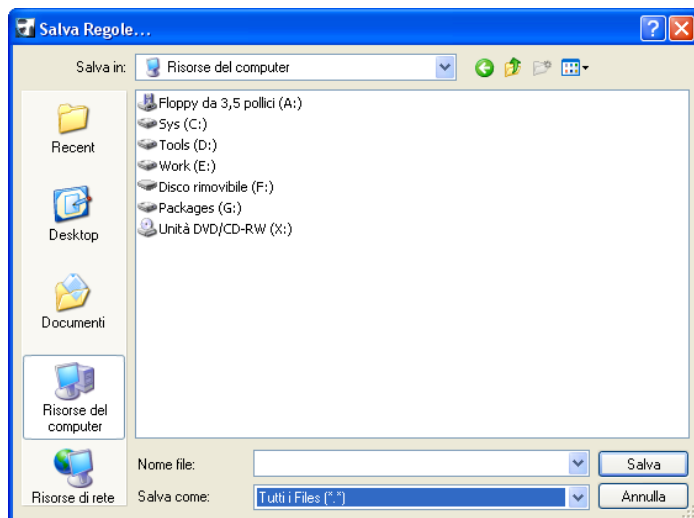 Salva Regole...
Salva in:
Risorse del computer
Recent
Desktop
Documenti
Risorse del
computer
Risorse di rete
Floppy da 3,5 pollici (A:)
Sys (C:)
Tools (D:)
Work (E:)
Disco rimovibile (F:)
Packages (G:)
Unità DVD/CD-RW (X:)
Nome file:
Salva
Salva come:
Tutti i Files (*.*)
Annulla